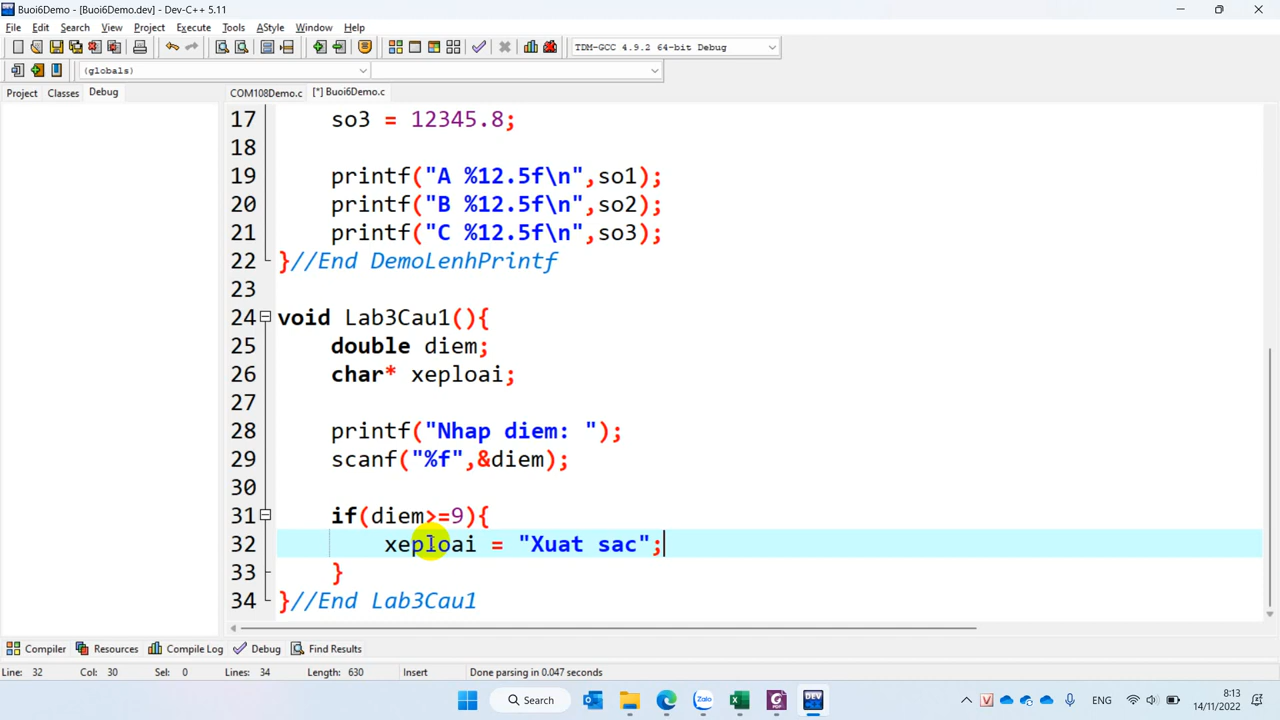 Buoi6Demo - [Buoi6Demo.dev] - Dev-C++ 5.11
File Edit Search View Project Execute Tools AStyle Window Help
TDM-GCC 4.9.2 64-bit Debug
(globals)
Project Classes Debug
COM108Demo.c [*] Buoi6Demo.c
17 so3 = 12345.8;
18
19 printf("A %12.5f\n",so1);
20 printf("B %12.5f\n",so2);
21 printf("C %12.5f\n",so3);
22 }//End DemoLenhPrintf
23
24 void Lab3Cau1(){
25 double diem;
26 char* xeploai;
27
28 printf("Nhap diem: ");
29 scanf("%f",&diem);
30
31 if(diem>=9){
32 xeploai = "Xuat sac";
33 }
34 }//End Lab3Cau1
Compiler Resources Compile Log Debug Find Results
Line: 32 Col: 30 Sel: 0 Lines: 34 Length: 630 Insert Done parsing in 0.047 seconds
Search Zalo DEV ENG 8:13
14/11/2022